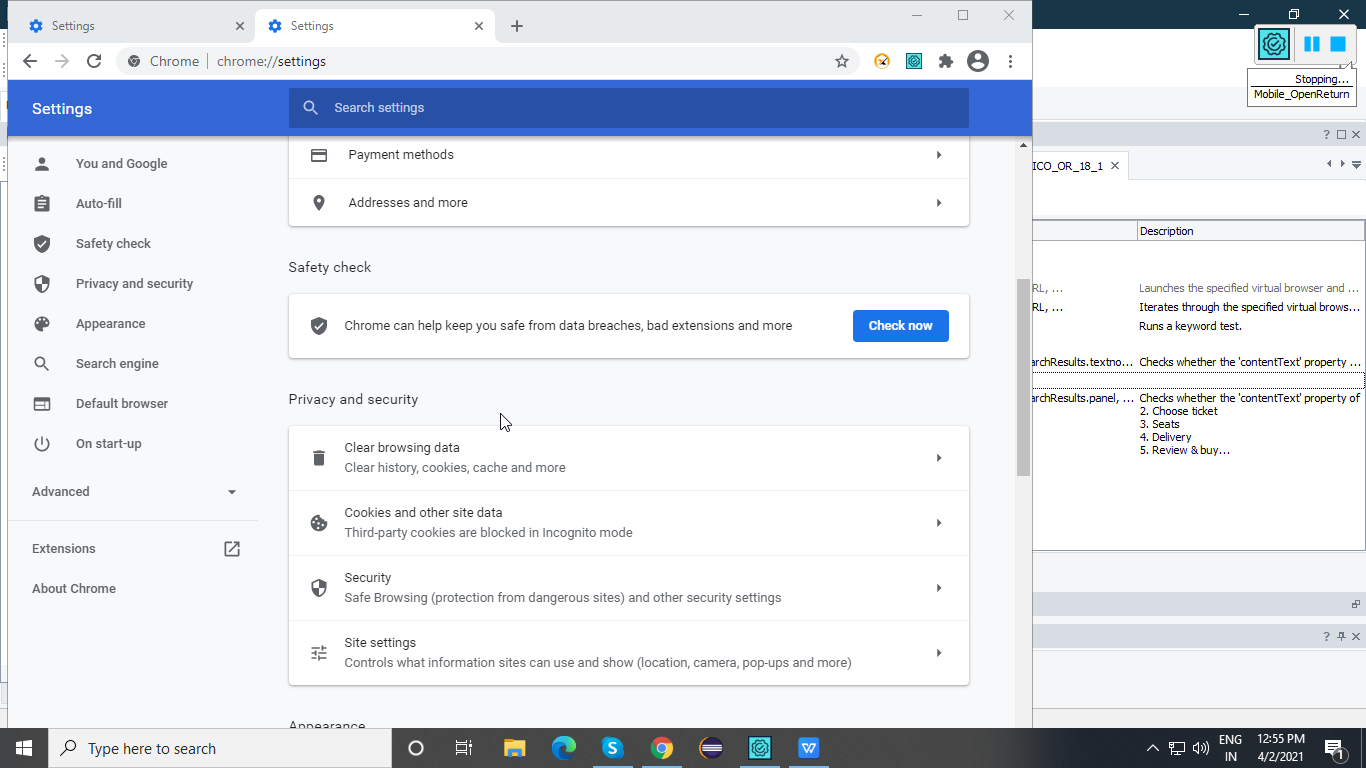 Settings
Settings
Chrome
chrome://settings
Stopping...
Mobile_OpenReturn
Settings
Search settings
You and Google
Auto-fill
Safety check
Privacy and security
Appearance
Search engine
Default browser
On start-up
Advanced
Extensions
About Chrome
Payment methods
Addresses and more
Safety check
Chrome can help keep you safe from data breaches, bad extensions and more
Check now
Privacy and security
Clear browsing data
Clear history, cookies, cache and more
Cookies and other site data
Third-party cookies are blocked in Incognito mode
Security
Safe Browsing (protection from dangerous sites) and other security settings
Site settings
Controls what information sites can use and show (location, camera, pop-ups and more)
Appearance
ICO_OR_18_1
Description
RL, ... Launches the specified virtual browser and ...
RL, ... Iterates through the specified virtual brows...
Runs a keyword test.
archResults.textno... Checks whether the 'contentText' property ...
archResults.panel, ... Checks whether the 'contentText' property of
2. Choose ticket
3. Seats
4. Delivery
5. Review & buy...
Type here to search
ENG
IN
12:55 PM
4/2/2021
1